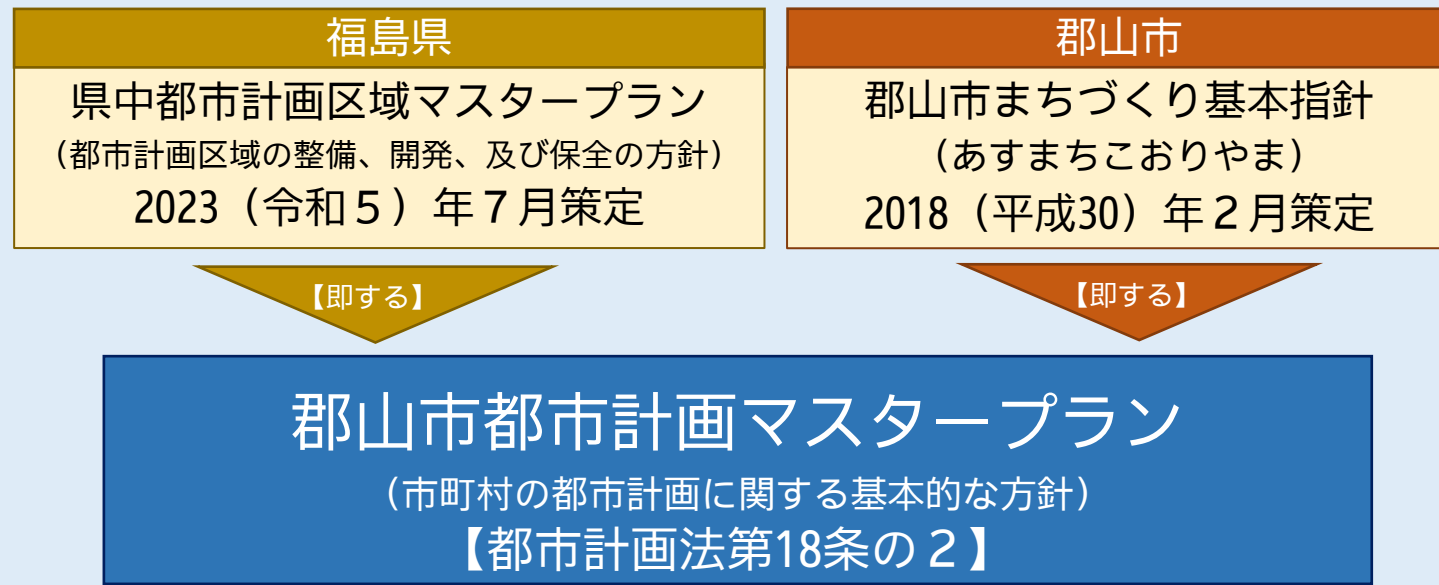 福島県
県中都市計画区域マスタープラン
（都市計画区域の整備、開発、及び保全の方針）
2023（令和５）年７月策定
【即する】
郡山市
郡山市まちづくり基本指針
（あすまちこおりやま）
2018（平成30）年２月策定
【即する】
郡山市都市計画マスタープラン
（市町村の都市計画に関する基本的な方針）
【都市計画法第18条の２】